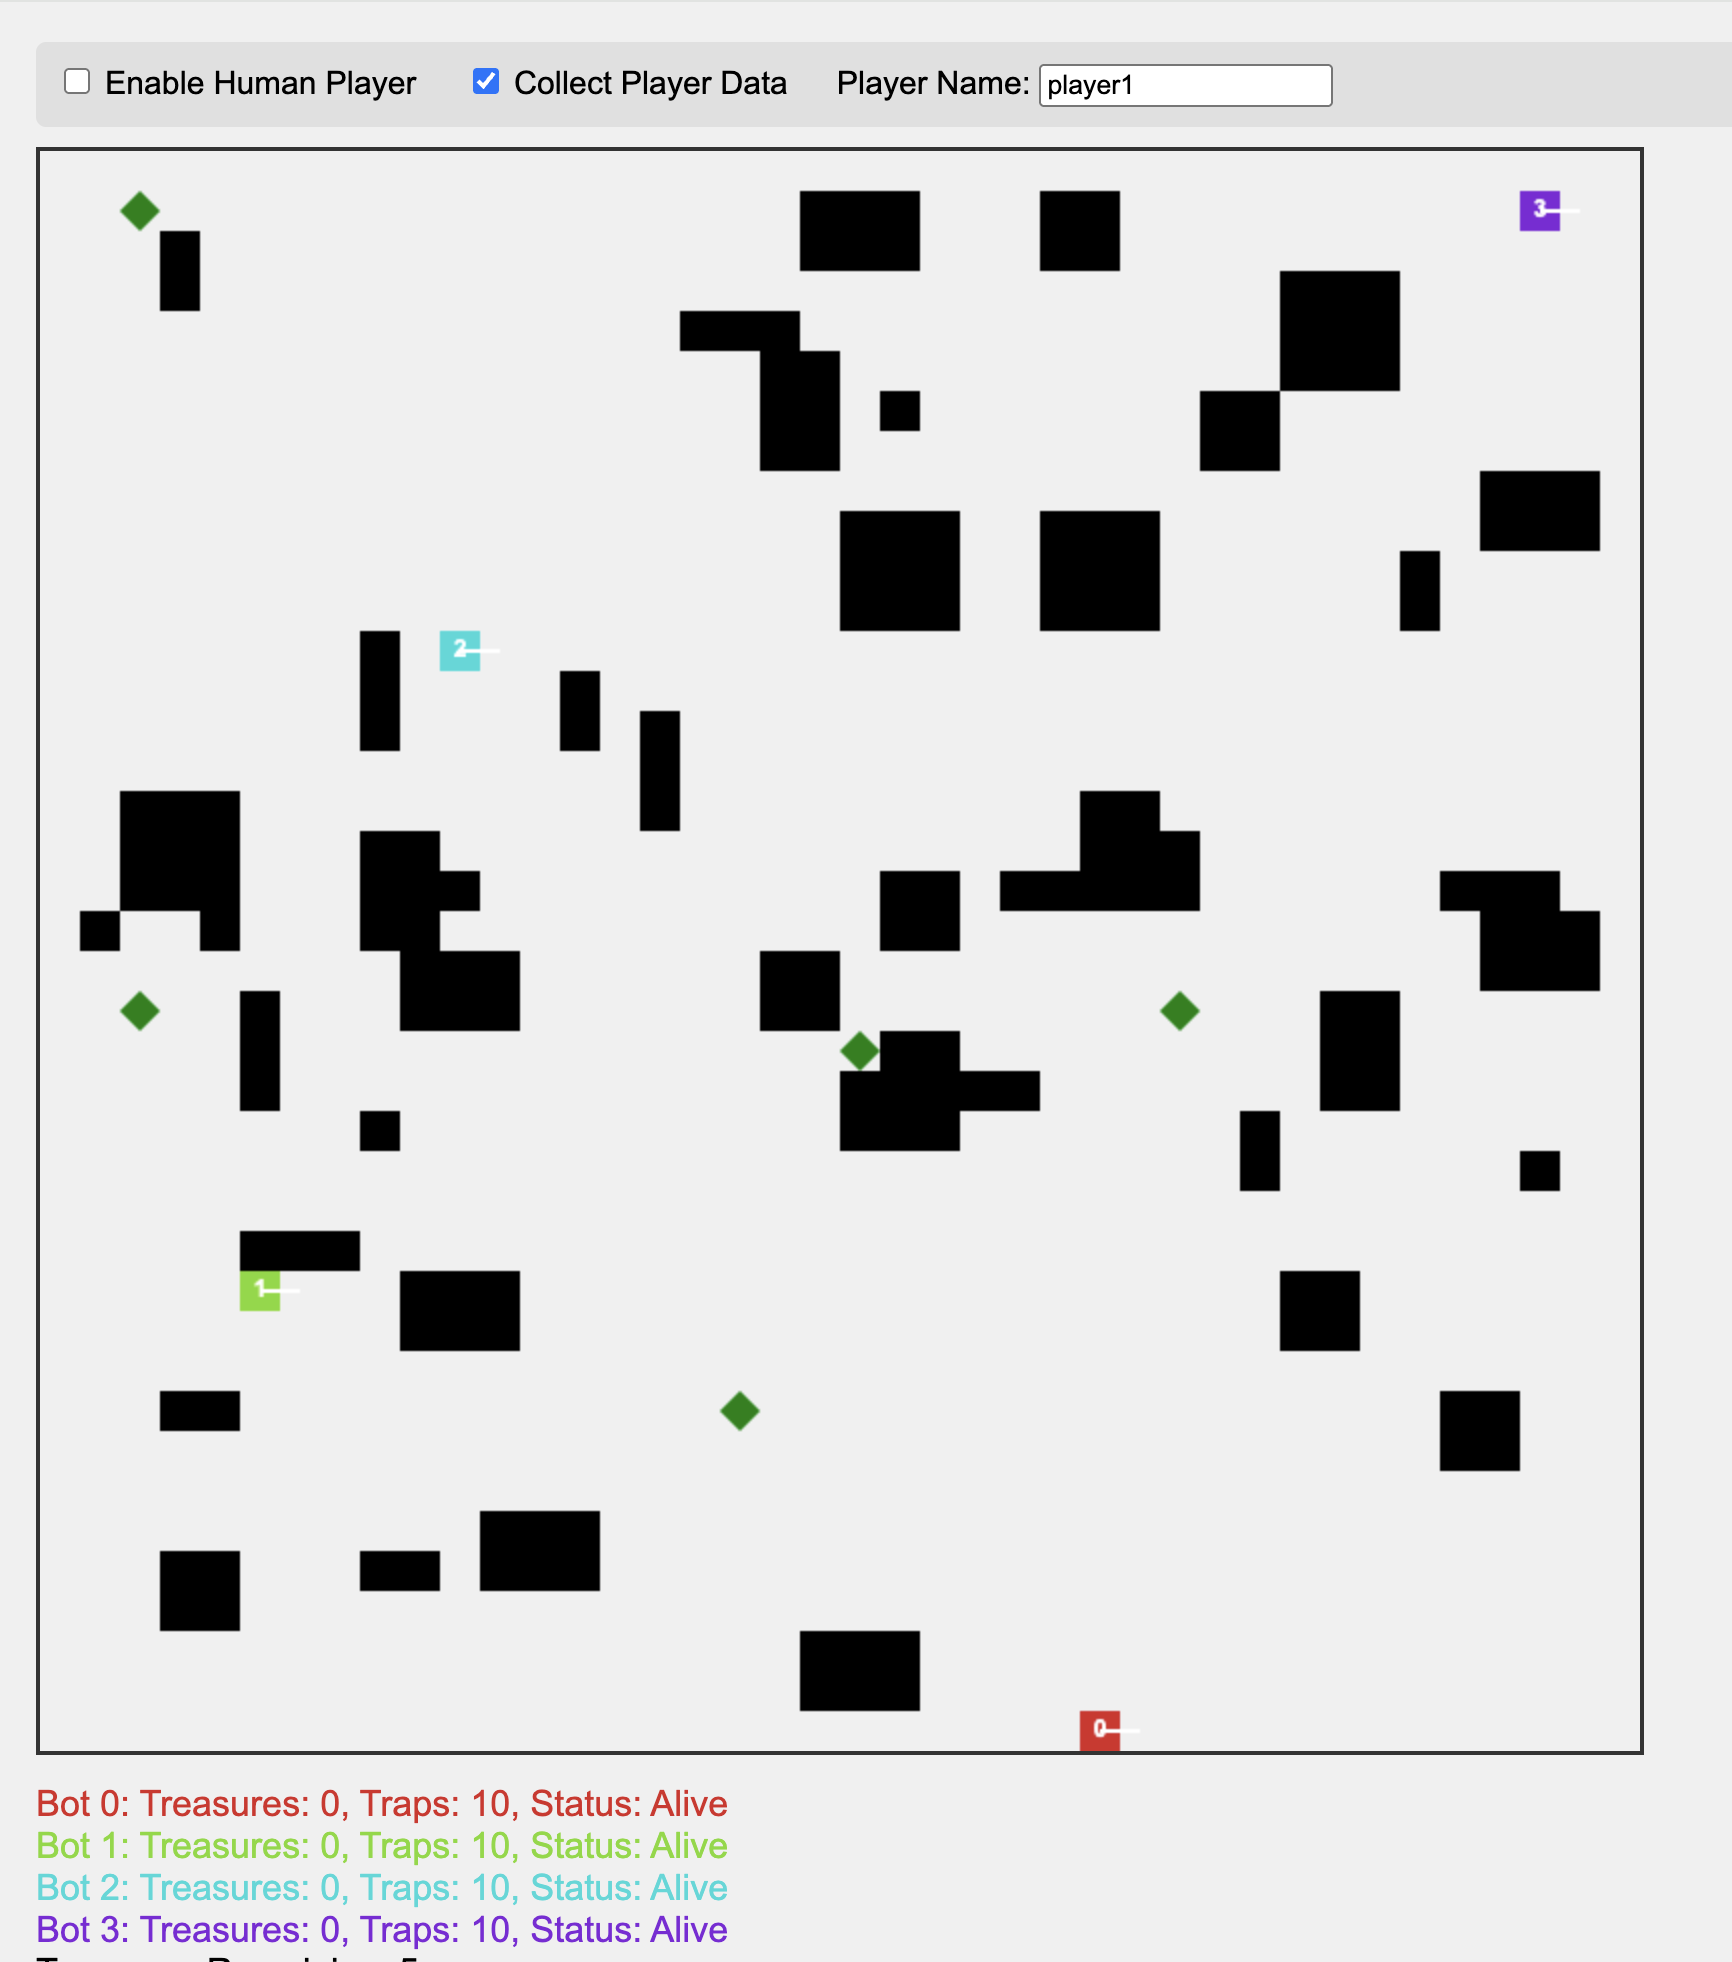 Enable Human Player Collect Player Data Player Name: player1
3
2
1
0
Bot 0: Treasures: 0, Traps: 10, Status: Alive
Bot 1: Treasures: 0, Traps: 10, Status: Alive
Bot 2: Treasures: 0, Traps: 10, Status: Alive
Bot 3: Treasures: 0, Traps: 10, Status: Alive